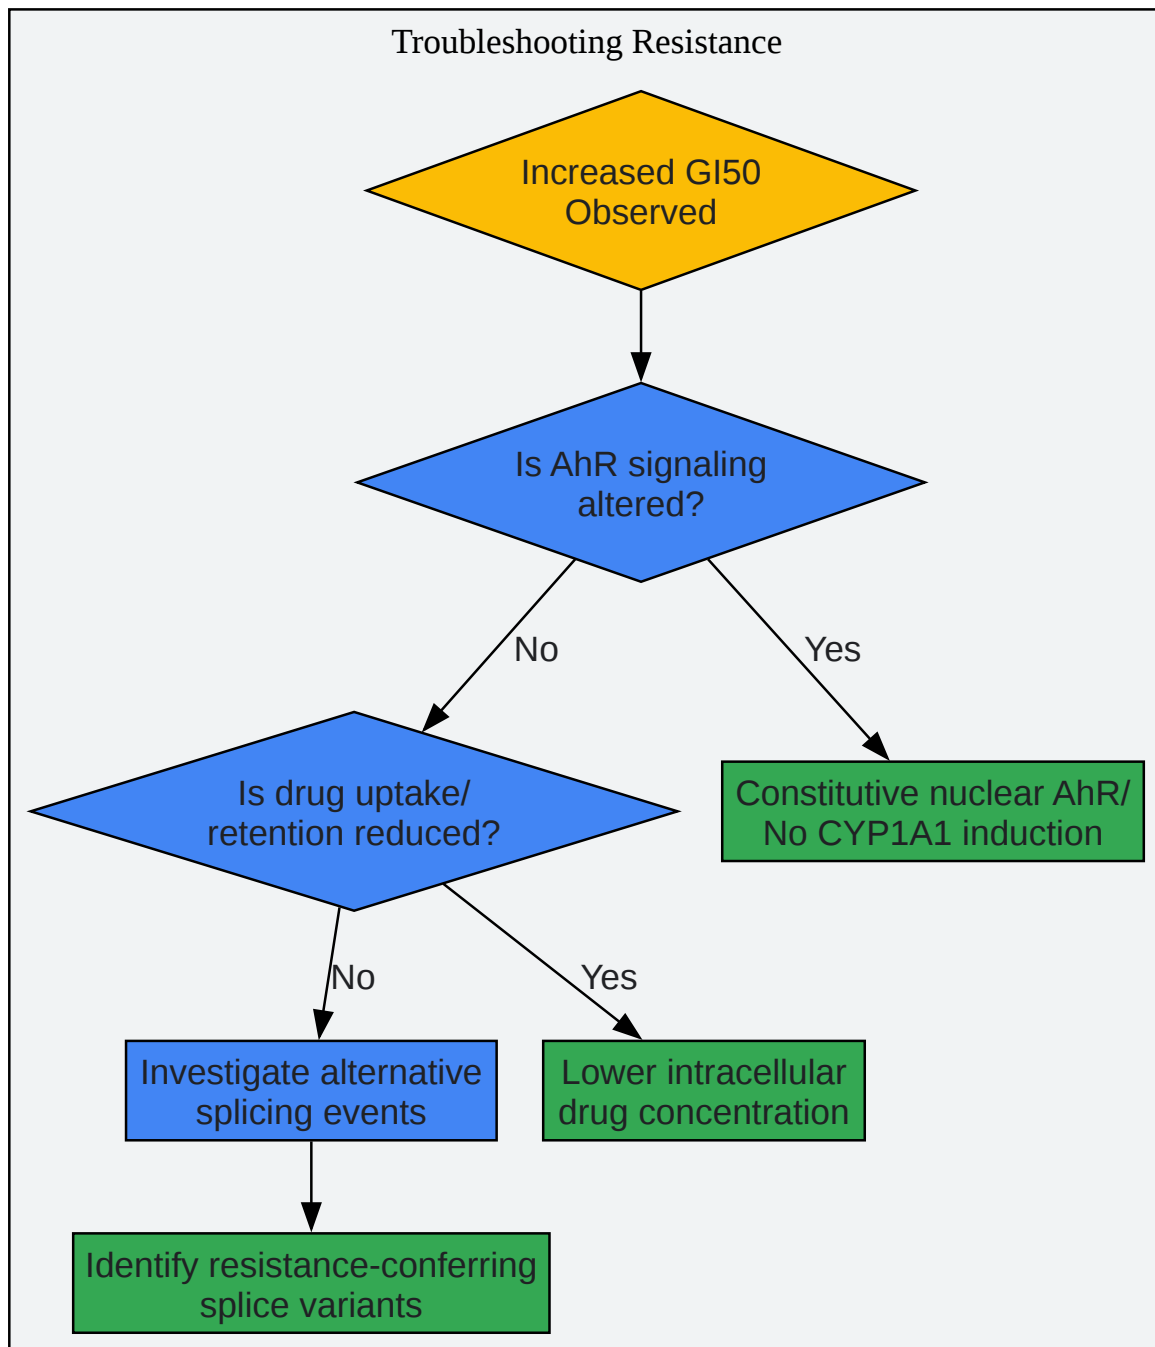 Troubleshooting Resistance
Increased GI50
Observed
Is AhR signaling
altered?
No
Yes
Is drug uptake/
retention reduced?
Constitutive nuclear AhR/
No CYP1A1 induction
No
Yes
Investigate alternative
splicing events
Lower intracellular
drug concentration
Identify resistance-conferring
splice variants